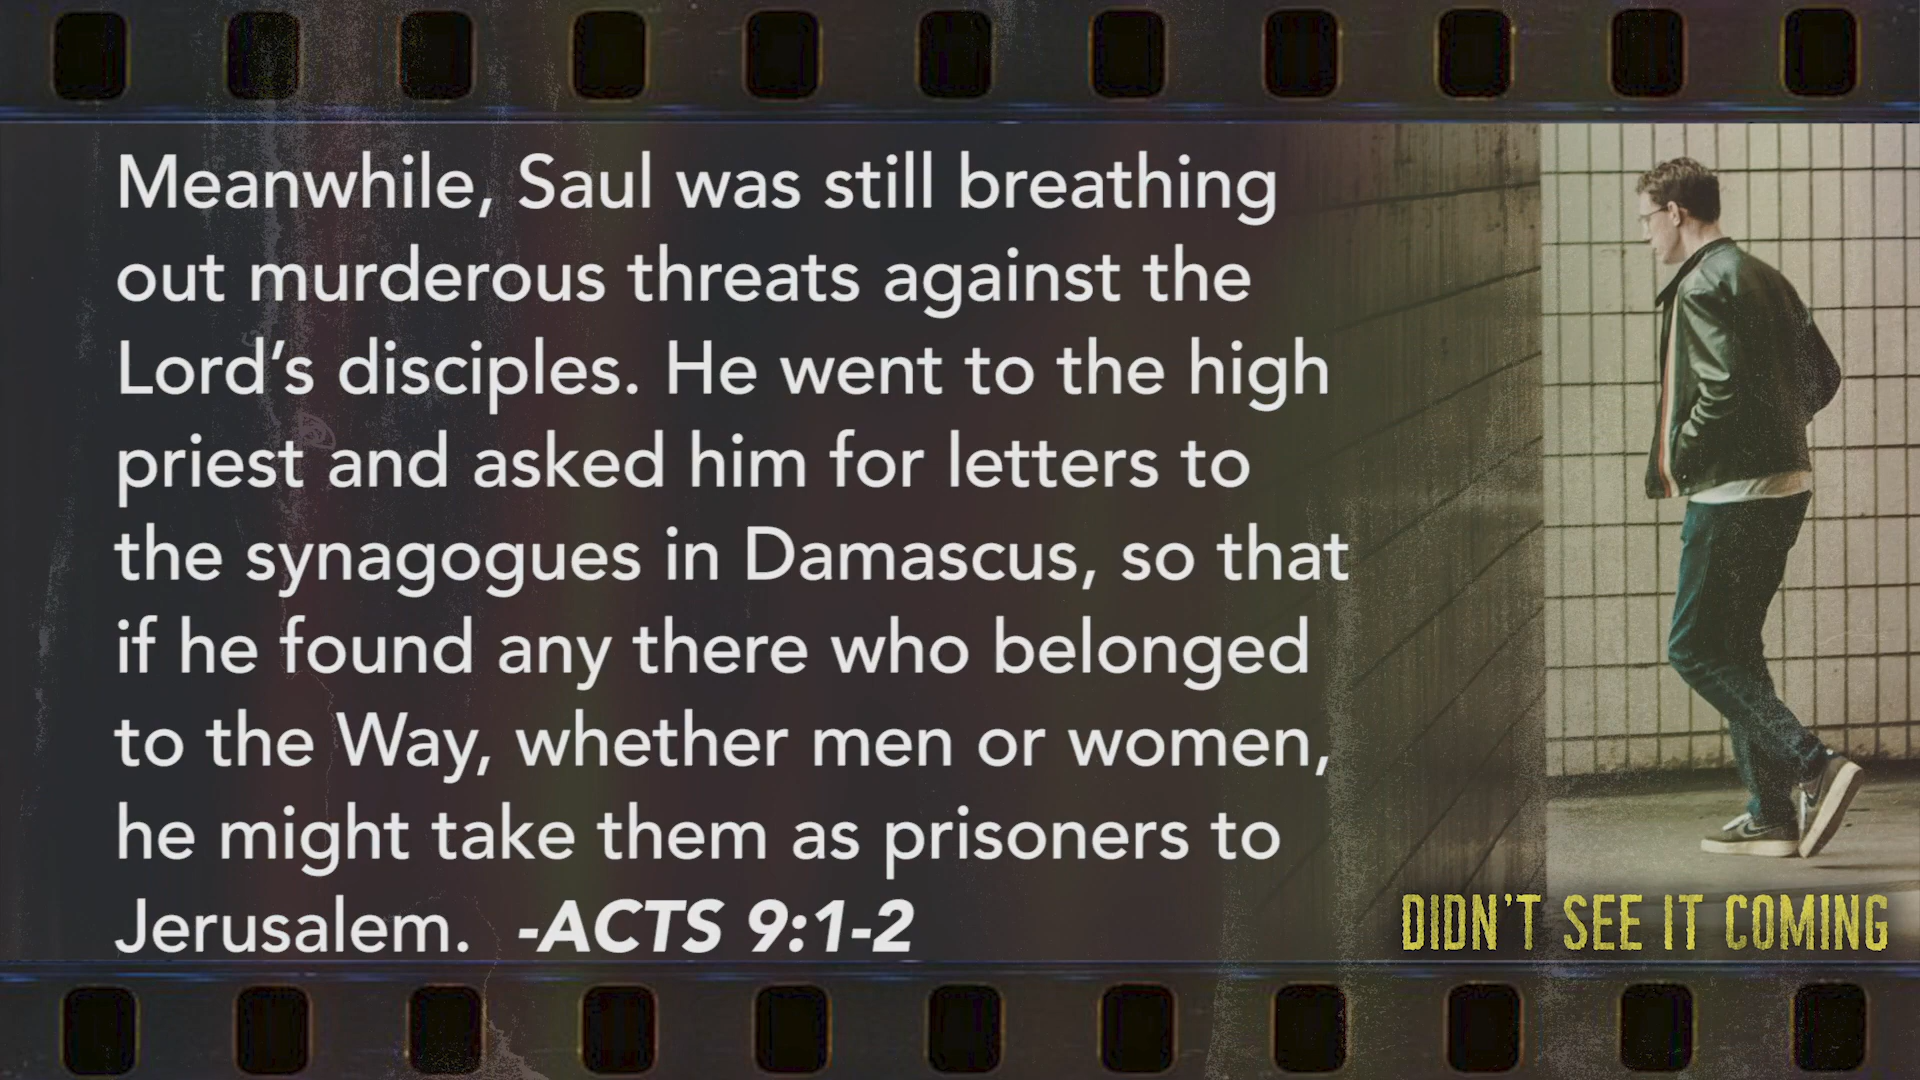 Meanwhile, Saul was still breathing
out murderous threats against the
Lord’s disciples. He went to the high
priest and asked him for letters to
the synagogues in Damascus, so that
if he found any there who belonged
to the Way, whether men or women,
he might take them as prisoners to
Jerusalem.  -ACTS 9:1-2
DIDN'T SEE IT COMING